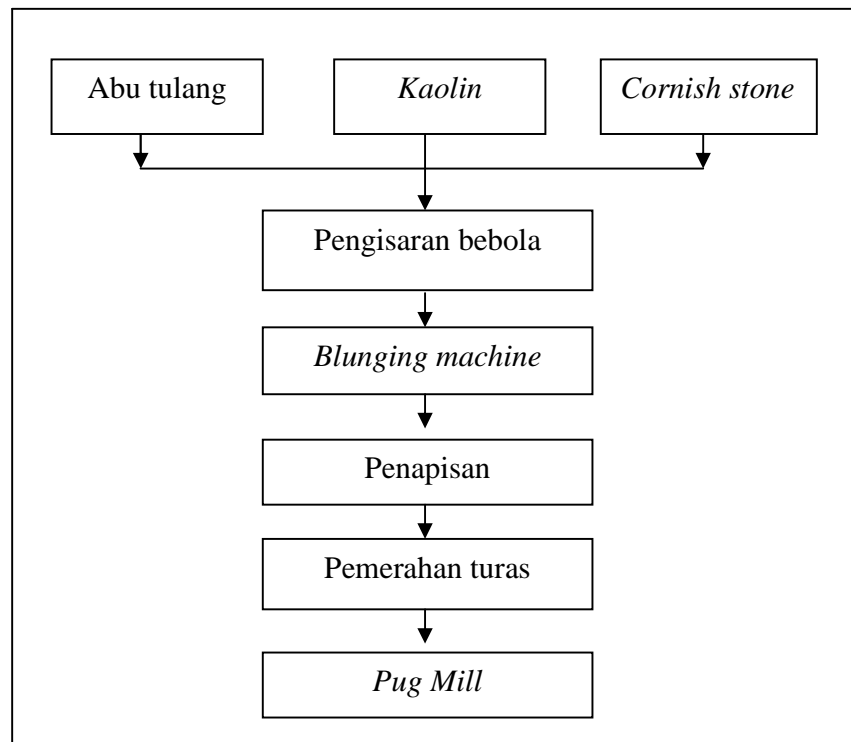 Abu tulang
Kaolin
Cornish stone
Pengisaran bebola
Blunging machine
Penapisan
Pemerahan turas
Pug Mill